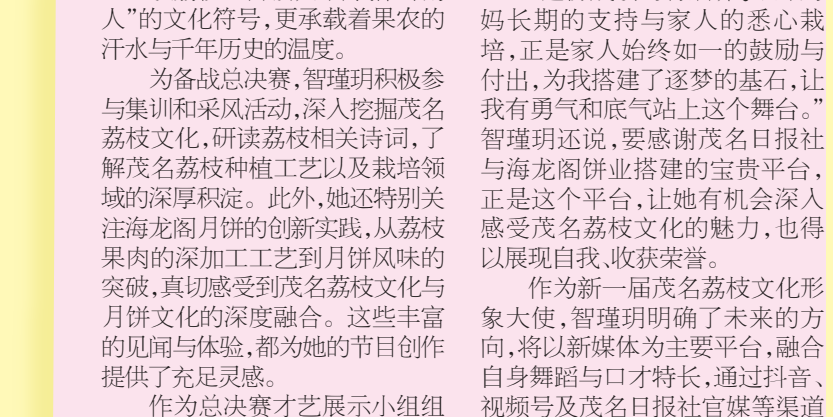 人”的文化符号,更承载着果农的
汗水与千年历史的温度。
为备战总决赛,智瑾玥积极参
与集训和采风活动,深入挖掘茂名
荔枝文化,研读荔枝相关诗词,了
解茂名荔枝种植工艺以及栽培领
域的深厚积淀。此外,她还特别关
注海龙阁月饼的创新实践,从荔枝
果肉的深加工工艺到月饼风味的
突破,真切感受到茂名荔枝文化与
月饼文化的深度融合。这些丰富
的见闻与体验,都为她的节目创作
提供了充足灵感。
作为总决赛才艺展示小组组
妈长期的支持与家人的悉心栽
培,正是家人始终如一的鼓励与
付出,为我搭建了逐梦的基石,让
我有勇气和底气站上这个舞台。”
智瑾玥还说,要感谢茂名日报社
与海龙阁饼业搭建的宝贵平台,
正是这个平台,让她有机会深入
感受茂名荔枝文化的魅力,也得
以展现自我、收获荣誉。
作为新一届茂名荔枝文化形
象大使,智瑾玥明确了未来的方
向,将以新媒体为主要平台,融合
自身舞蹈与口才特长,通过抖音、
视频号及茂名日报社官媒等渠道